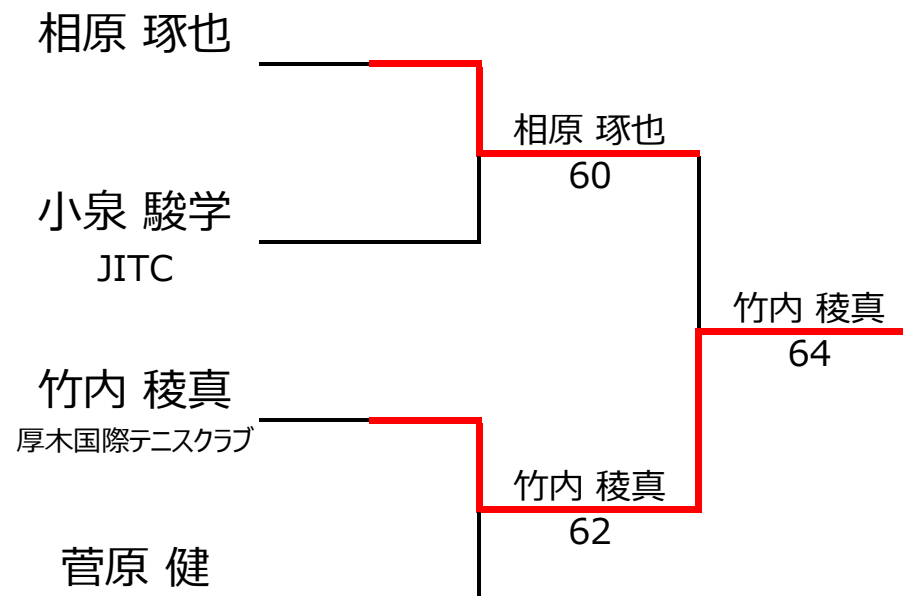 相原 琢也
相原 琢也
60
小泉 駿学
JITC
竹内 稜真
64
竹内 稜真
厚木国際テニスクラブ
竹内 稜真
62
菅原 健